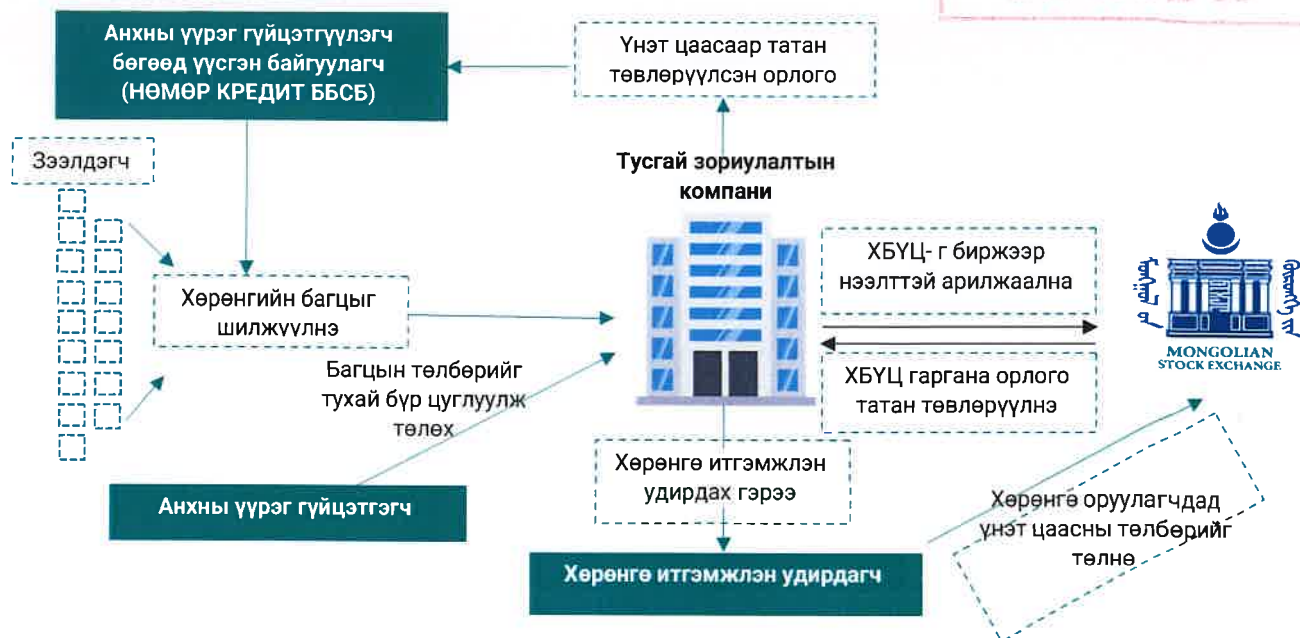 Анхны үүрэг гүйцэтгүүлэгч
бөгөөд үүсгэн байгуулагч
(НӨМӨР КРЕДИТ ББСБ)
Үнэт цаасаар татан
төвлөрүүлсэн орлого
Зээлдэгч
Тусгай зориулалтын
компани
Хөрөнгийн багцыг
шилжүүлнэ
ХБҮЦ- г биржээр
нээлттэй арилжаална
MONGOLIAN
STOCK EXCHANGE
ХБҮЦ гаргана орлого
татан төвлөрүүлнэ
Багцын төлбөрийг
тухай бүр цуглуулж
төлөх
Хөрөнгө итгэмжлэн
удирдах гэрээ
Анхны үүрэг гүйцэтгэгч
Хөрөнгө оруулагчдад
үнэт цаасны төлбөрийг
төлнө
Хөрөнгө итгэмжлэн удирдагч